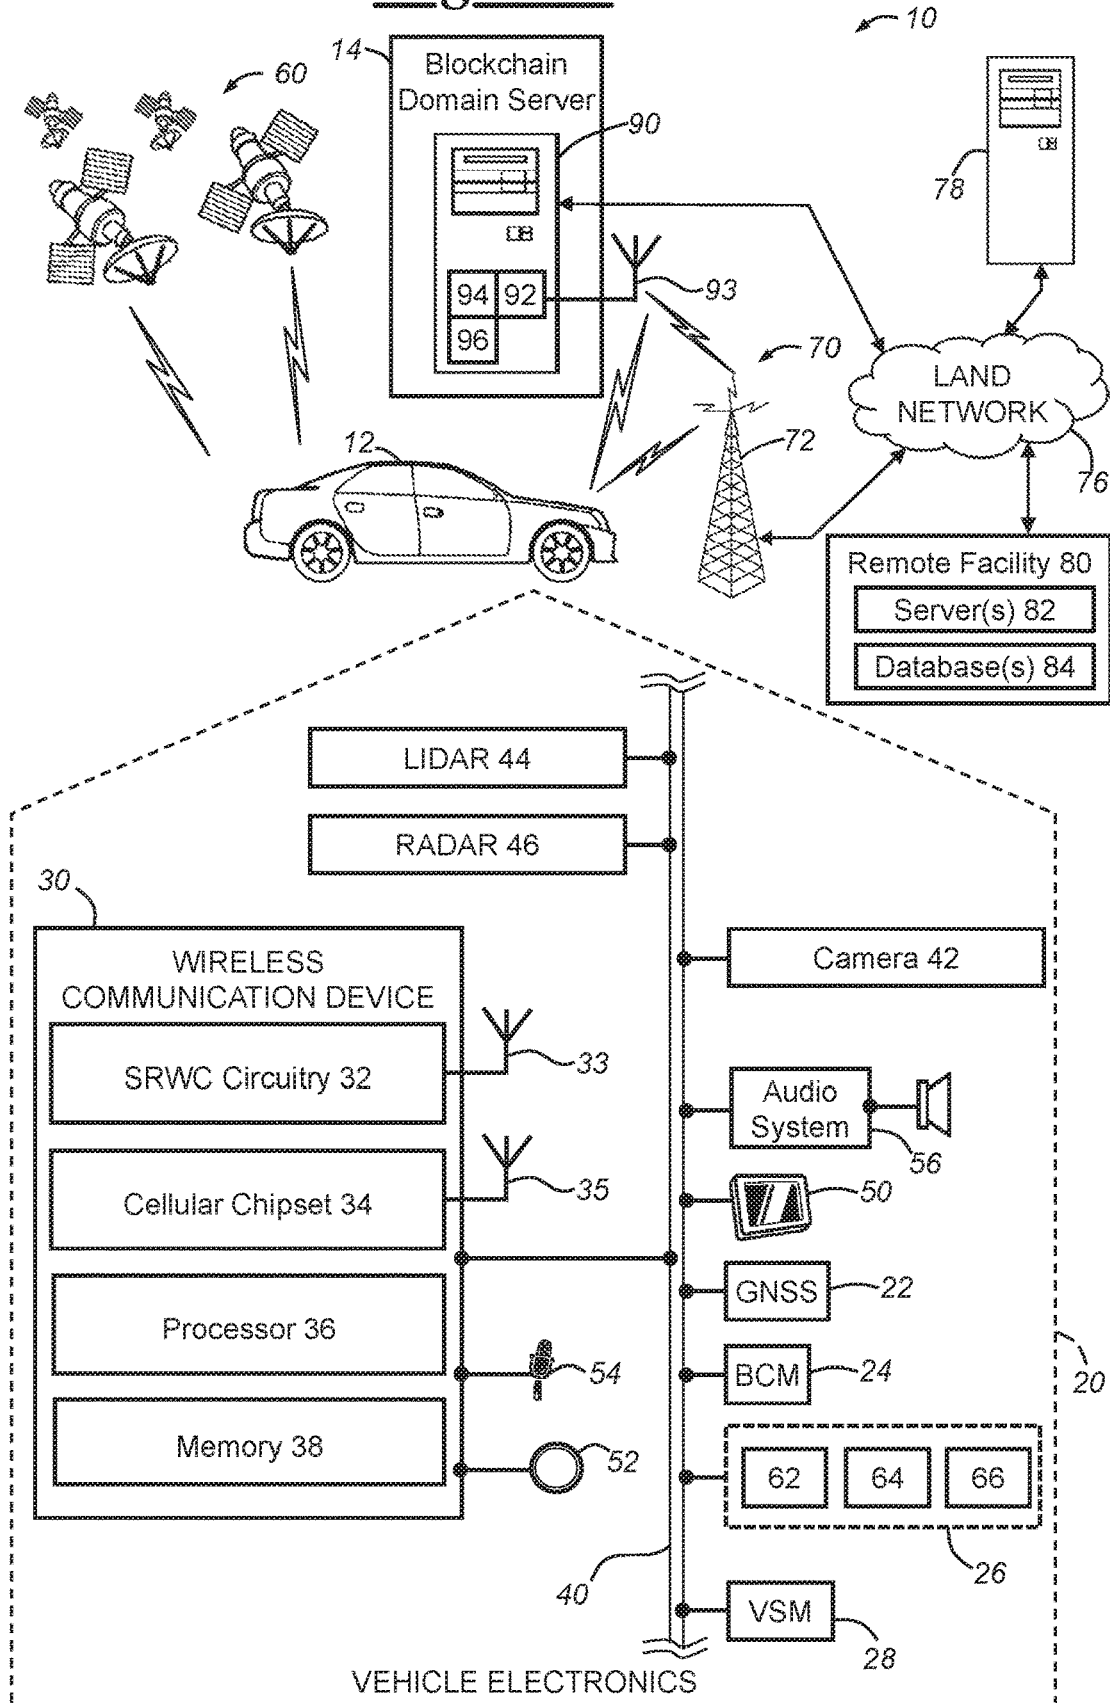 10
14
Blockchain
Domain Server
60
90
78
94 92
93
96
70
LAND
NETWORK
12
72
76
Remote Facility 80
Server(s) 82
Database(s) 84
LIDAR 44
RADAR 46
30
WIRELESS
COMMUNICATION DEVICE
Camera 42
SRWC Circuitry 32
33
Audio
System
56
Cellular Chipset 34
35
50
GNSS
22
Processor 36
54
BCM
24
20
Memory 38
52
62 64 66
26
40
VSM
28
VEHICLE ELECTRONICS